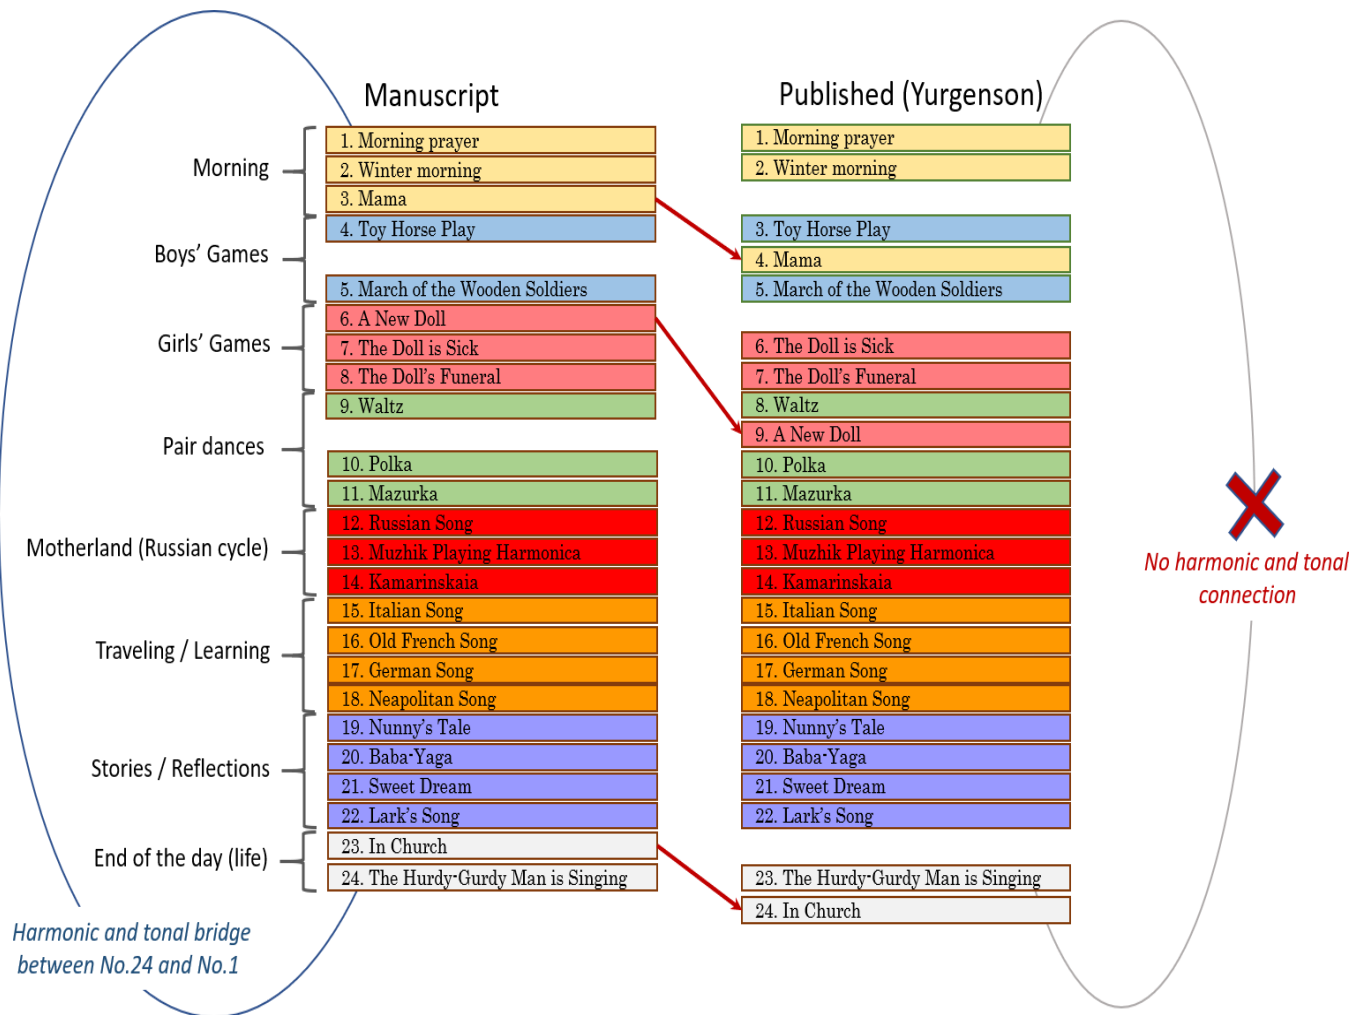 Manuscript
Published (Yurgenson)
Morning
1. Morning prayer
2. Winter morning
3. Mama
Boys' Games
4. Toy Horse Play
5. March of the Wooden Soldiers
Girls' Games
6. A New Doll
7. The Doll is Sick
8. The Doll's Funeral
Pair dances
9. Waltz
10. Polka
11. Mazurka
Motherland (Russian cycle)
12. Russian Song
13. Muzhik Playing Harmonica
14. Kamarinskaia
Traveling / Learning
15. Italian Song
16. Old French Song
17. German Song
18. Neapolitan Song
Stories / Reflections
19. Nunny's Tale
20. Baba-Yaga
21. Sweet Dream
22. Lark's Song
End of the day (life)
23. In Church
24. The Hurdy-Gurdy Man is Singing
Harmonic and tonal bridge
between No.24 and No.1
1. Morning prayer
2. Winter morning
3. Toy Horse Play
4. Mama
5. March of the Wooden Soldiers
6. The Doll is Sick
7. The Doll's Funeral
8. Waltz
9. A New Doll
10. Polka
11. Mazurka
12. Russian Song
13. Muzhik Playing Harmonica
14. Kamarinskaia
15. Italian Song
16. Old French Song
17. German Song
18. Neapolitan Song
19. Nunny's Tale
20. Baba-Yaga
21. Sweet Dream
22. Lark's Song
23. The Hurdy-Gurdy Man is Singing
24. In Church
No harmonic and tonal
connection